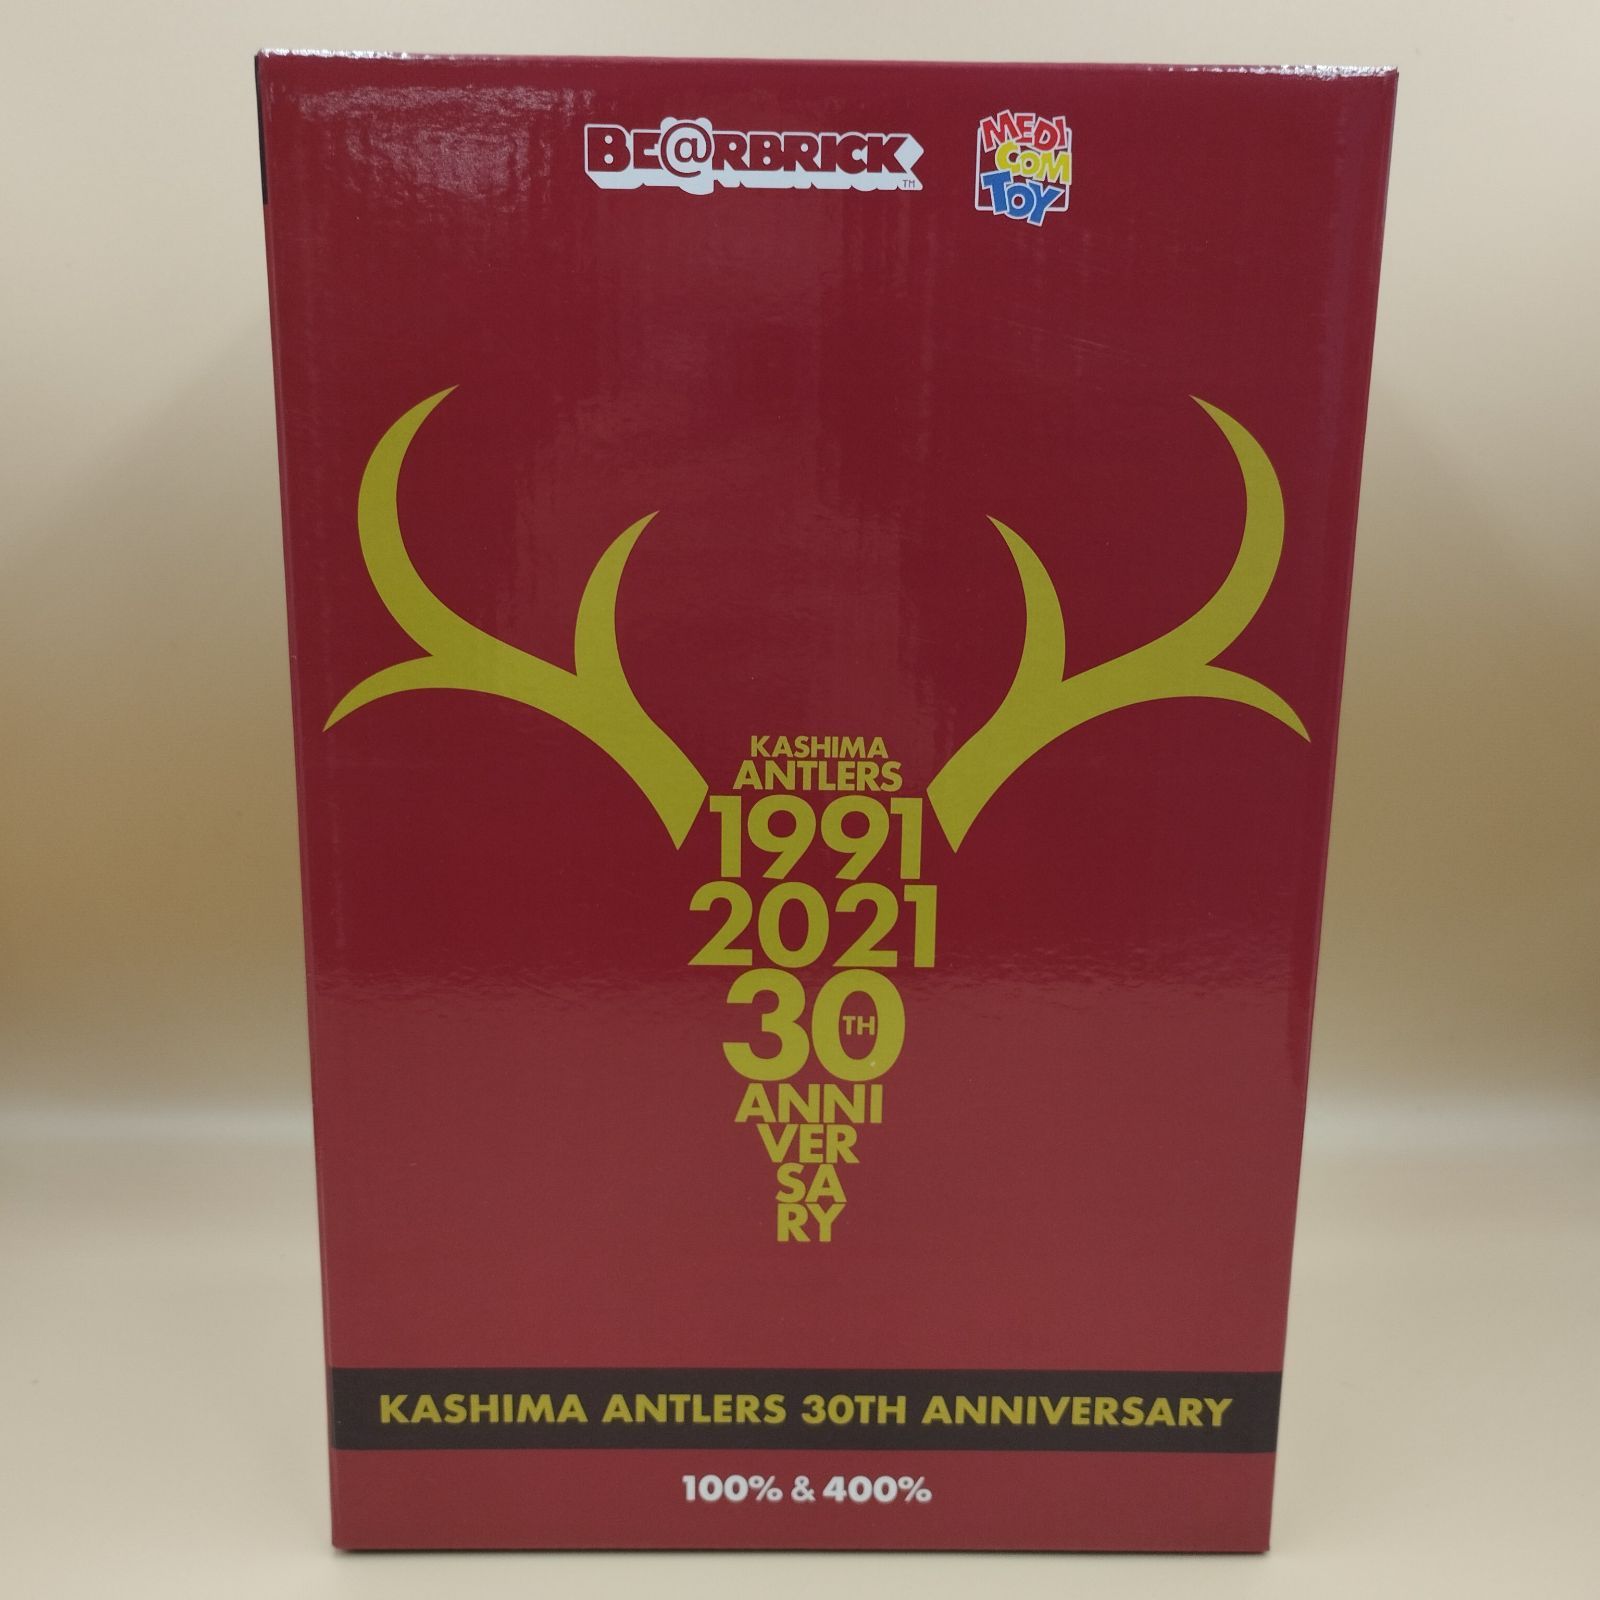 BE@RBRICK
TM
MEDI
COM
TOY
KASHIMA
ANTLERS
1991
2021
30TH
ANNI
VER
SA
RY
KASHIMA ANTLERS 30TH ANNIVERSARY
100% & 400%